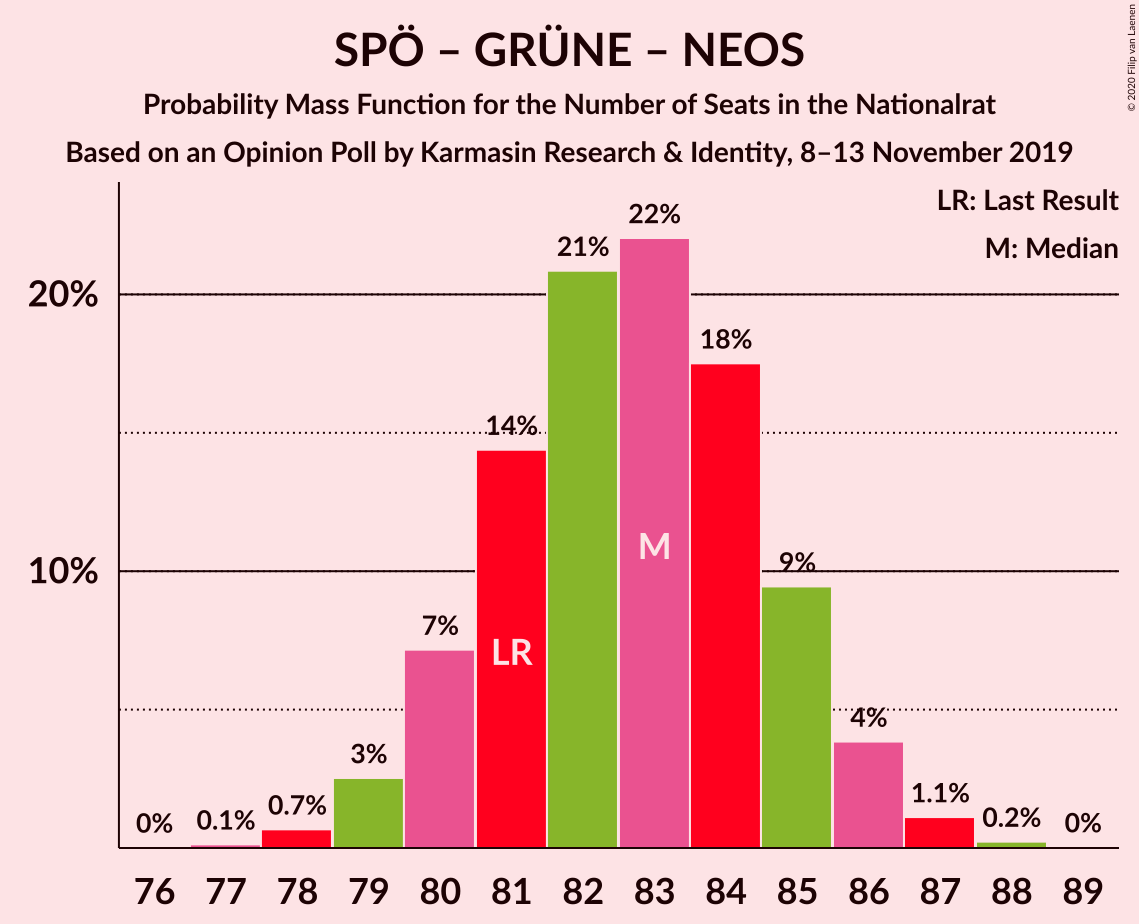 SPÖ – GRÜNE – NEOS
Probability Mass Function for the Number of Seats in the Nationalrat
Based on an Opinion Poll by Karmasin Research & Identity, 8–13 November 2019
© 2020 Filip van Laenen
LR: Last Result
M: Median
22%
21%
20%
18%
14%
10%
9%
7%
4%
3%
1.1%
0.7%
0.2%
0.1%
0%
0%
M
LR
76 77 78 79 80 81 82 83 84 85 86 87 88 89